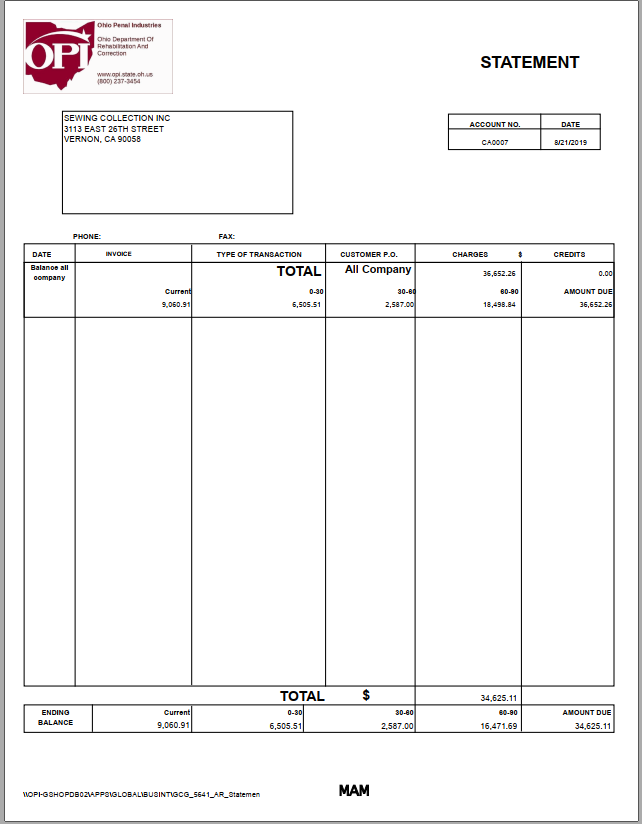 Ohio Penal Industries
OPI
Ohio Department Of
Rehabilitation And
Correction
www.opi.state.oh.us
(800) 237-3454
STATEMENT
SEWING COLLECTION INC
3113 EAST 26TH STREET
VERNON, CA 90058
ACCOUNT NO. DATE
CA0007 8/21/2019
PHONE: FAX:
DATE INVOICE TYPE OF TRANSACTION CUSTOMER P.O. CHARGES $ CREDITS
Balance all
company
TOTAL All Company 36,652.26 0.00
Current 0-30 30-60 60-90 AMOUNT DUE
9,060.91 6,505.51 2,587.00 18,498.84 36,652.26
TOTAL $ 34,625.11
ENDING
BALANCE
Current 0-30 30-60 60-90 AMOUNT DUE
9,060.91 6,505.51 2,587.00 16,471.69 34,625.11
\\OPI-GSHOPDB02\APPS\GLOBAL\BUSINT\GCG_5641_AR_Statemen
MAM